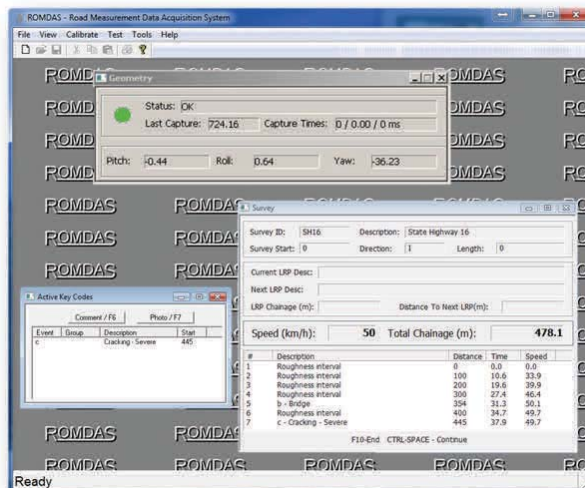 ROMDAS - Road Measurement Data Acquisition System
File View Calibrate Test Tools Help
Geometry
Status: OK
Last Capture: 724.16 Capture Times: 0 / 0.00 / 0 ms
Pitch: -0.44 Roll: 0.64 Yaw: -36.23
ROMDAS ROMDAS ROMDAS ROMDAS
Survey
Survey ID: SH16 Description: State Highway 16
Survey Start: 0 Direction: I Length: 0
Current LRP Desc:
Next LRP Desc:
LRP Chainage (m): Distance To Next LRP(m):
Speed (km/h): 50 Total Chainage (m): 478.1
# Description Distance Time Speed
1 Roughness interval 0 0.0 0.0
2 Roughness interval 100 10.6 33.9
3 Roughness interval 200 19.6 39.9
4 Roughness interval 300 27.4 46.4
5 b - Bridge 354 31.3 50.1
6 Roughness interval 400 34.7 49.7
7 c - Cracking - Severe 445 37.9 49.7
F10-End CTRL-SPACE - Continue
Active Key Codes
Comment / F6 Photo / F7
Event Group Description Start
c Cracking - Severe 445
ROMDAS ROMDAS ROMDAS ROMDAS
Ready